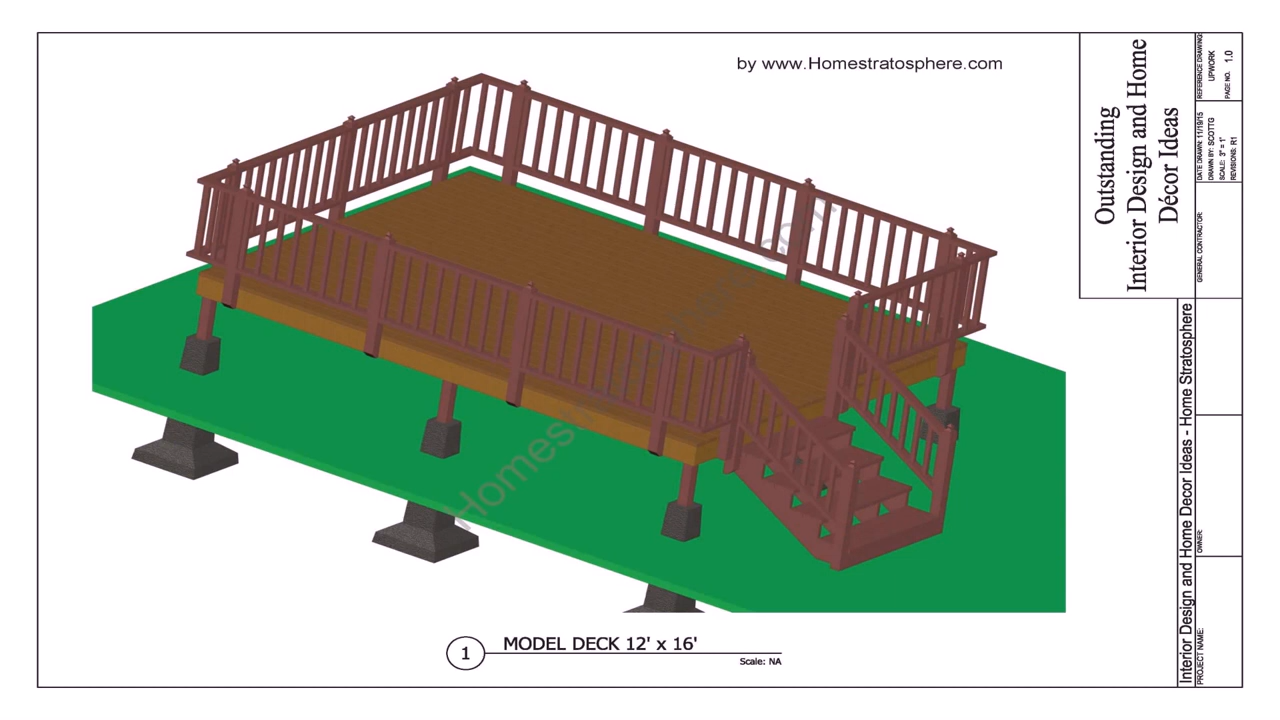 by www.Homestratosphere.com
Outstanding
Interior Design and Home
Décor Ideas
REFERENCE DRAWING:
UPWORK
PAGE NO. 1.0
DATE DRAWN: 11/19/15
DRAWN BY: SCOTTG
SCALE: 3" = 1'
REVISIONS: R1
GENERAL CONTRACTOR:
Interior Design and Home Decor Ideas - Home Stratosphere
OWNER:
PROJECT NAME:
1
MODEL DECK 12' x 16'
Scale: NA